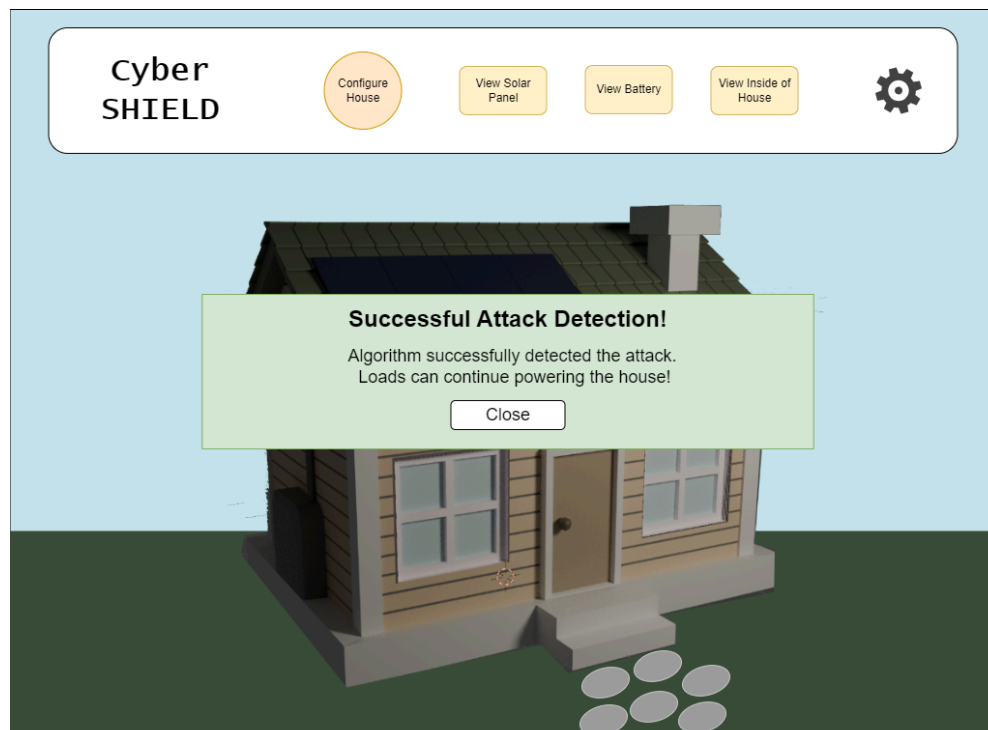 Cyber
SHIELD
Configure
House
View Solar
Panel
View Battery
View Inside of
House
Successful Attack Detection!
Algorithm successfully detected the attack.
Loads can continue powering the house!
Close